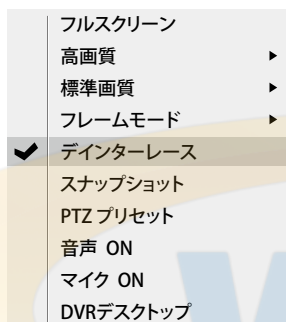 フルスクリーン
高画質
標準画質
フレームモード
デインターレース
スナップショット
PTZ プリセット
音声 ON
マイク ON
DVRデスクトップ